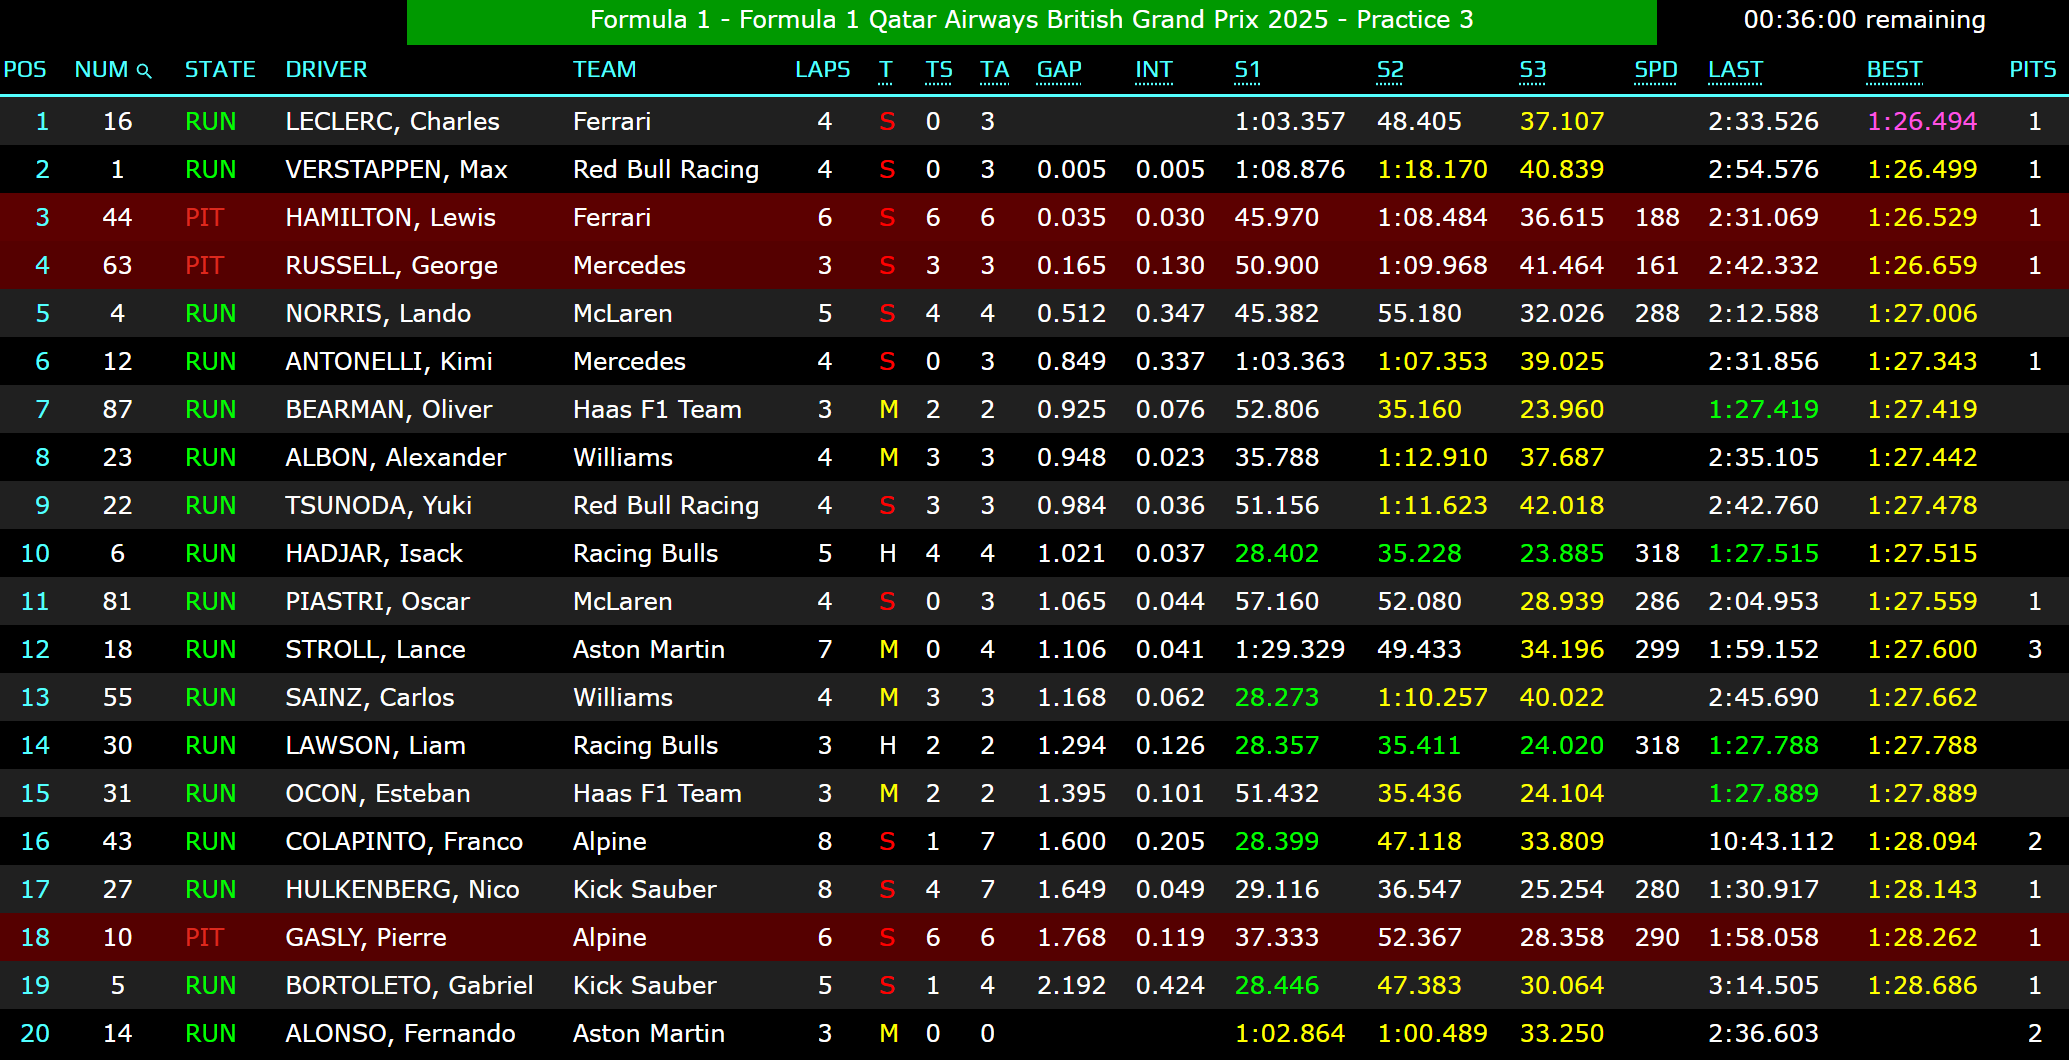 Formula 1 - Formula 1 Qatar Airways British Grand Prix 2025 - Practice 3 00:36:00 remaining
POS NUM STATE DRIVER TEAM LAPS T TS TA GAP INT S1 S2 S3 SPD LAST BEST PITS
1 16 RUN LECLERC, Charles Ferrari 4 S 0 3 1:03.357 48.405 37.107 2:33.526 1:26.494 1
2 1 RUN VERSTAPPEN, Max Red Bull Racing 4 S 0 3 0.005 0.005 1:08.876 1:18.170 40.839 2:54.576 1:26.499 1
3 44 PIT HAMILTON, Lewis Ferrari 6 S 6 6 0.035 0.030 45.970 1:08.484 36.615 188 2:31.069 1:26.529 1
4 63 PIT RUSSELL, George Mercedes 3 S 3 3 0.165 0.130 50.900 1:09.968 41.464 161 2:42.332 1:26.659 1
5 4 RUN NORRIS, Lando McLaren 5 S 4 4 0.512 0.347 45.382 55.180 32.026 288 2:12.588 1:27.006
6 12 RUN ANTONELLI, Kimi Mercedes 4 S 0 3 0.849 0.337 1:03.363 1:07.353 39.025 2:31.856 1:27.343 1
7 87 RUN BEARMAN, Oliver Haas F1 Team 3 M 2 2 0.925 0.076 52.806 35.160 23.960 1:27.419 1:27.419
8 23 RUN ALBON, Alexander Williams 4 M 3 3 0.948 0.023 35.788 1:12.910 37.687 2:35.105 1:27.442
9 22 RUN TSUNODA, Yuki Red Bull Racing 4 S 3 3 0.984 0.036 51.156 1:11.623 42.018 2:42.760 1:27.478
10 6 RUN HADJAR, Isack Racing Bulls 5 H 4 4 1.021 0.037 28.402 35.228 23.885 318 1:27.515 1:27.515
11 81 RUN PIASTRI, Oscar McLaren 4 S 0 3 1.065 0.044 57.160 52.080 28.939 286 2:04.953 1:27.559 1
12 18 RUN STROLL, Lance Aston Martin 7 M 0 4 1.106 0.041 1:29.329 49.433 34.196 299 1:59.152 1:27.600 3
13 55 RUN SAINZ, Carlos Williams 4 M 3 3 1.168 0.062 28.273 1:10.257 40.022 2:45.690 1:27.662
14 30 RUN LAWSON, Liam Racing Bulls 3 H 2 2 1.294 0.126 28.357 35.411 24.020 318 1:27.788 1:27.788
15 31 RUN OCON, Esteban Haas F1 Team 3 M 2 2 1.395 0.101 51.432 35.436 24.104 1:27.889 1:27.889
16 43 RUN COLAPINTO, Franco Alpine 8 S 1 7 1.600 0.205 28.399 47.118 33.809 10:43.112 1:28.094 2
17 27 RUN HULKENBERG, Nico Kick Sauber 8 S 4 7 1.649 0.049 29.116 36.547 25.254 280 1:30.917 1:28.143 1
18 10 PIT GASLY, Pierre Alpine 6 S 6 6 1.768 0.119 37.333 52.367 28.358 290 1:58.058 1:28.262 1
19 5 RUN BORTOLETO, Gabriel Kick Sauber 5 S 1 4 2.192 0.424 28.446 47.383 30.064 3:14.505 1:28.686 1
20 14 RUN ALONSO, Fernando Aston Martin 3 M 0 0 1:02.864 1:00.489 33.250 2:36.603 2